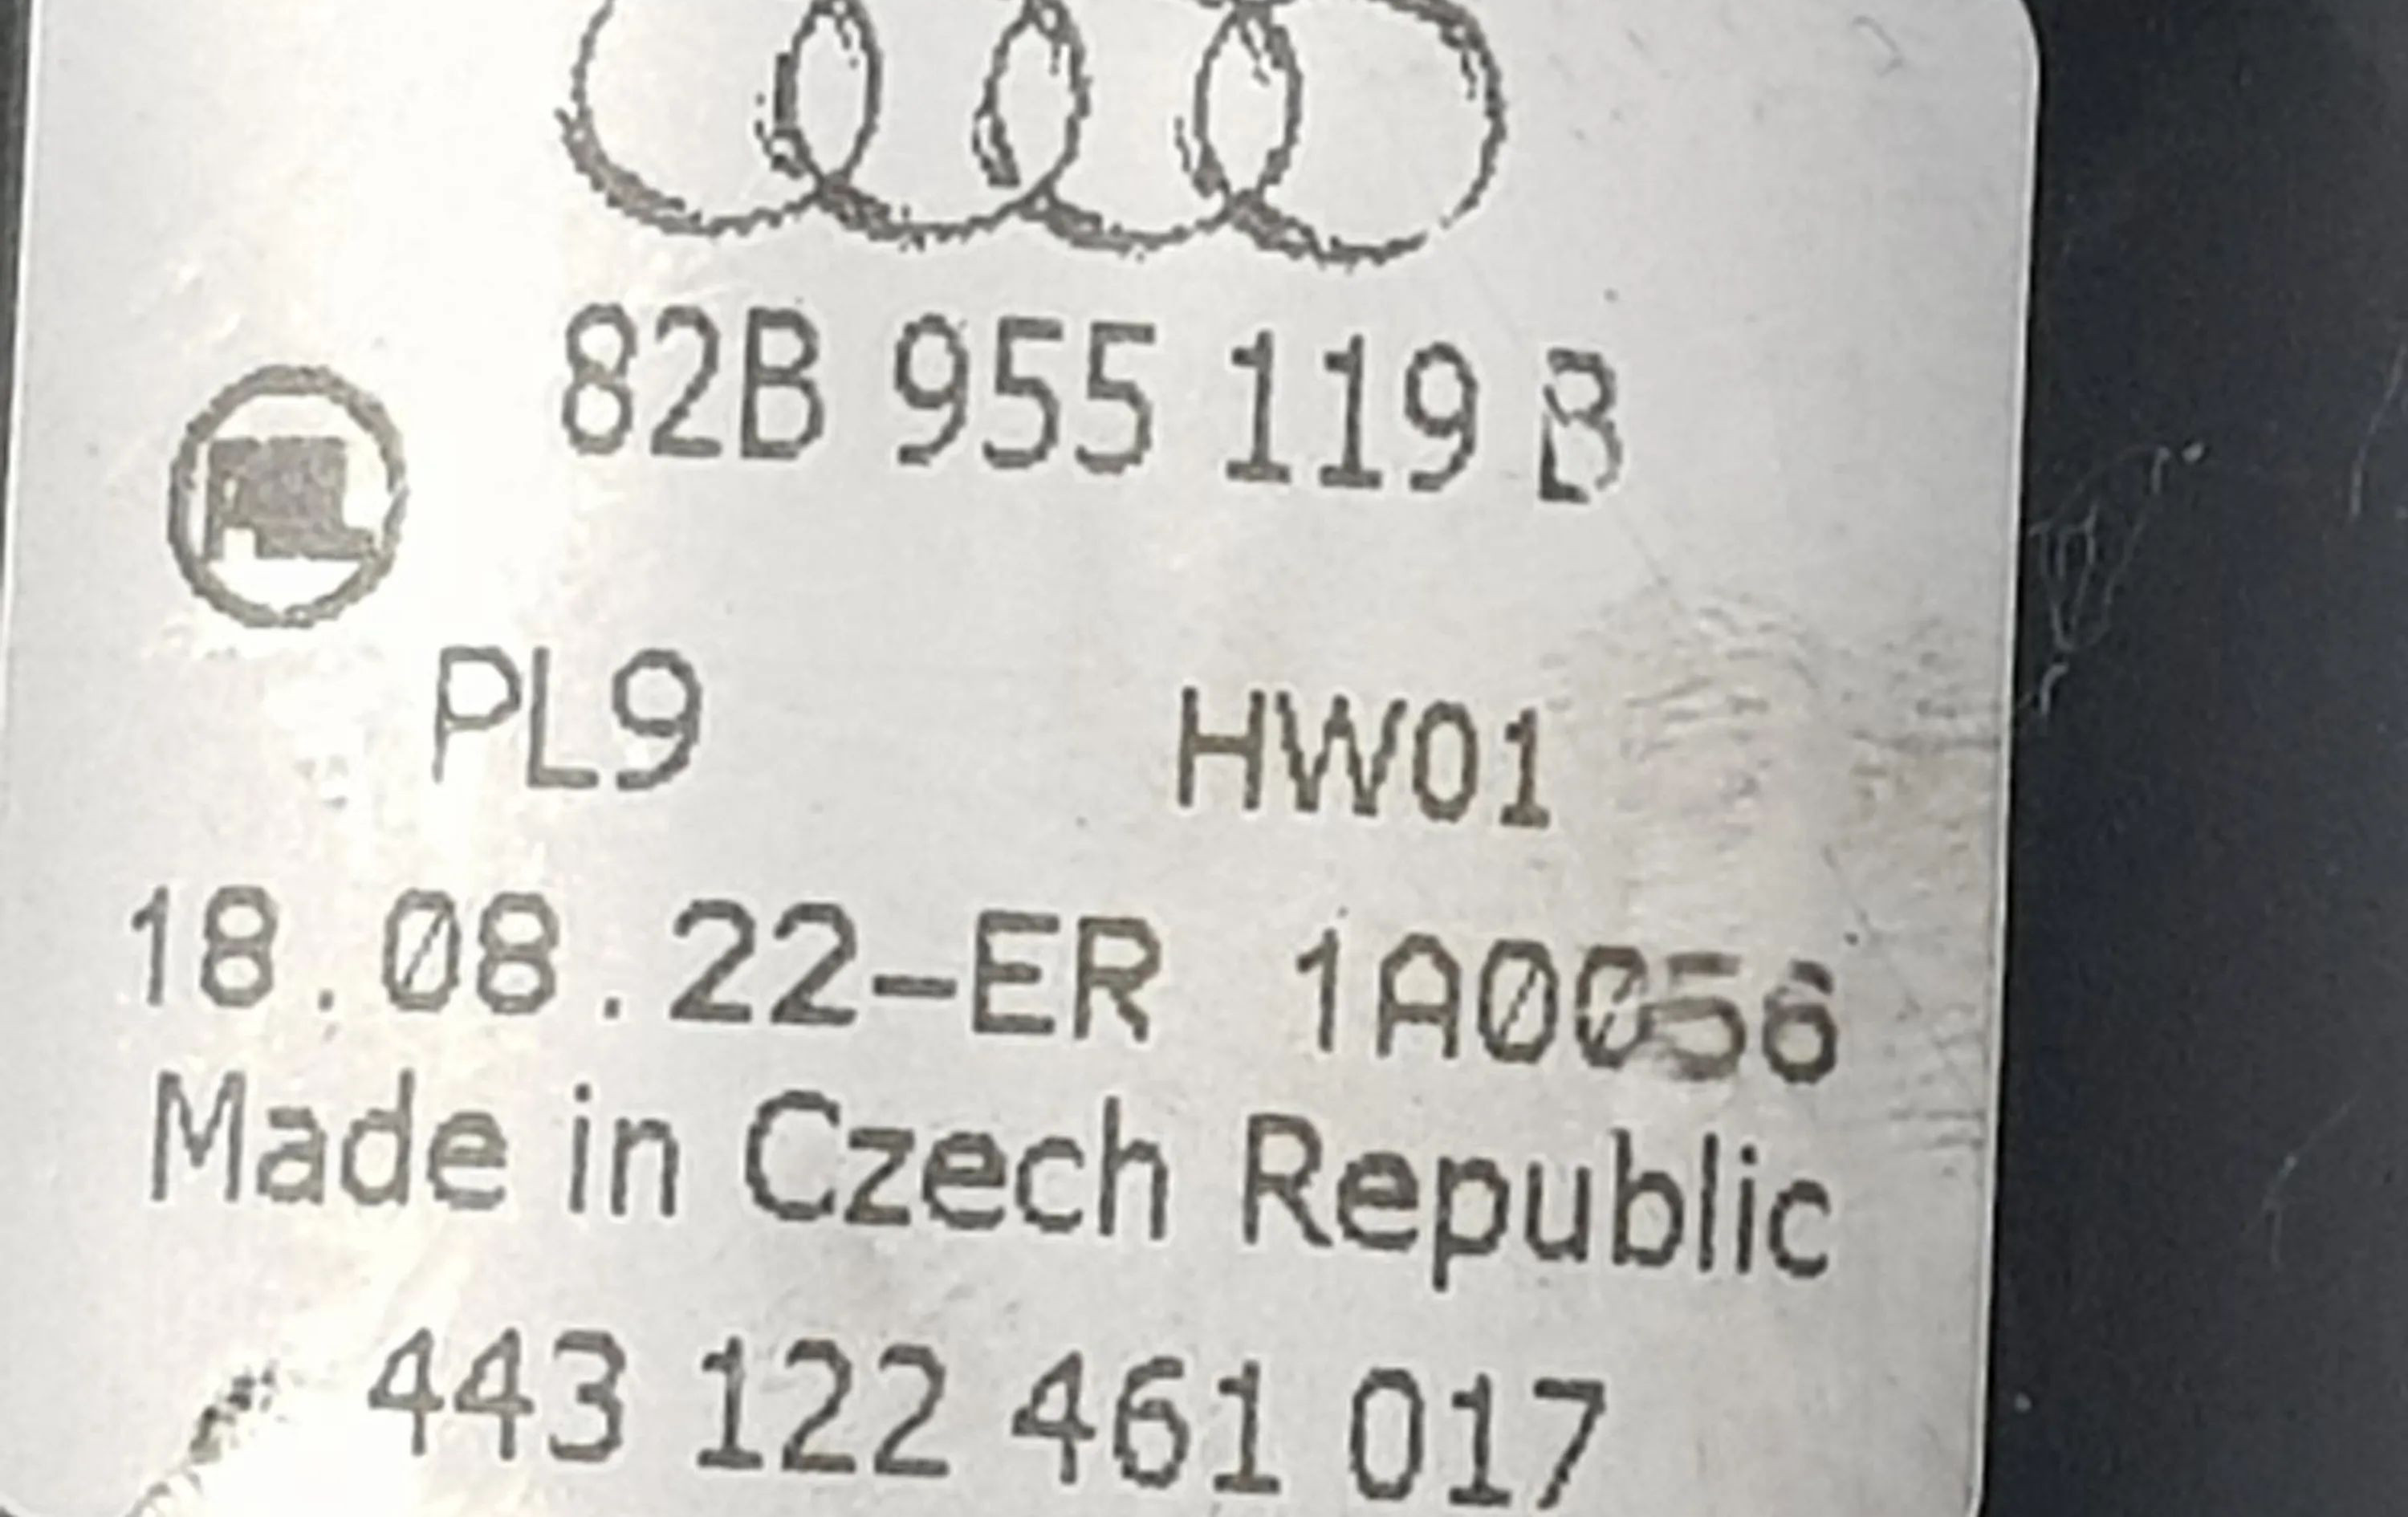 82B 955 119 B
PL9 HW01
18.08.22-ER 1A0056
Made in Czech Republic
443 122 461 017